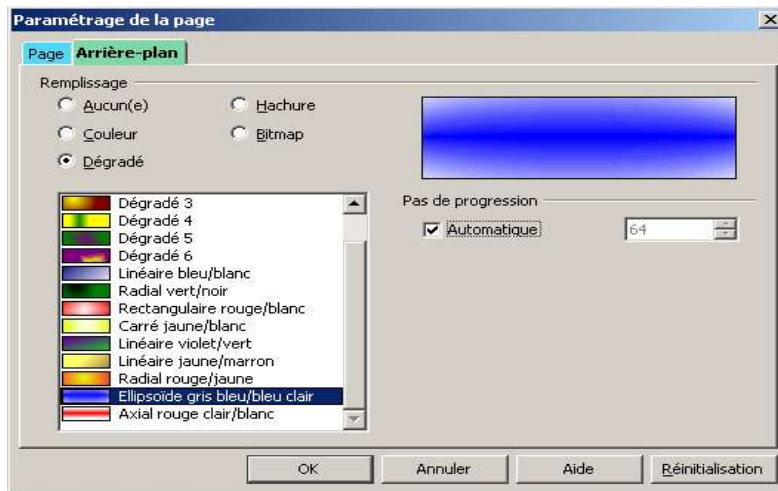 Paramétrage de la page
Page Arrière-plan
Remplissage
Aucun(e) Hachure
Couleur Bitmap
Dégradé
Dégradé 3
Dégradé 4
Dégradé 5
Dégradé 6
Linéaire bleu/blanc
Radial vert/noir
Rectangulaire rouge/blanc
Carré jaune/blanc
Linéaire violet/vert
Linéaire jaune/marron
Radial rouge/jaune
Ellipsoïde gris bleu/bleu clair
Axial rouge clair/blanc
Pas de progression
Automatique 64
OK Annuler Aide Réinitialisation